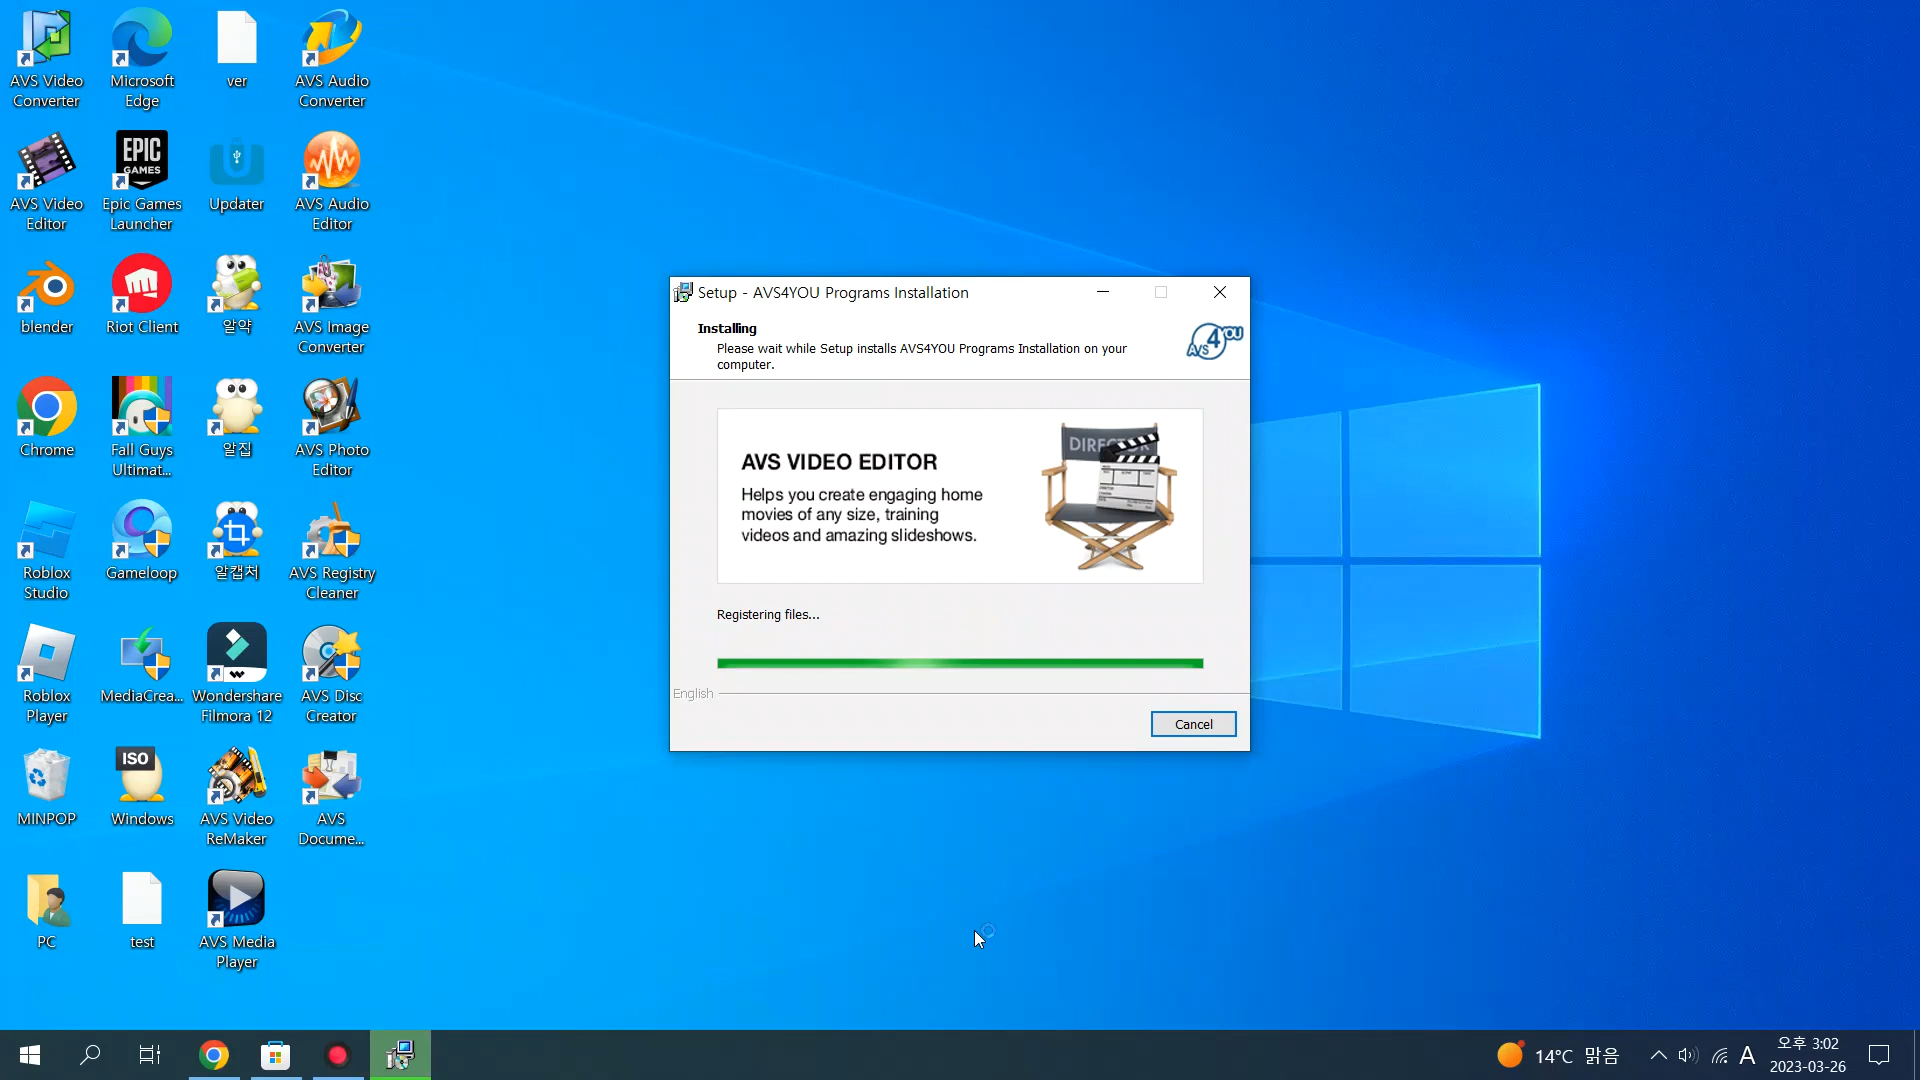 AVS Video
Converter
Microsoft
Edge
ver
AVS Audio
Converter
AVS Video
Editor
EPIC
GAMES
Epic Games
Launcher
Updater
AVS Audio
Editor
blender
Riot Client
알약
AVS Image
Converter
Chrome
Fall Guys
Ultimat...
알집
AVS Photo
Editor
Roblox
Studio
Gameloop
알캡처
AVS Registry
Cleaner
Roblox
Player
MediaCrea...
Wondershare
Filmora 12
AVS Disc
Creator
MINPOP
ISO
Windows
AVS Video
ReMaker
AVS
Docume...
PC
test
AVS Media
Player
Setup - AVS4YOU Programs Installation
Installing
Please wait while Setup installs AVS4YOU Programs Installation on your
computer.
AVS4YOU
AVS VIDEO EDITOR
Helps you create engaging home
movies of any size, training
videos and amazing slideshows.
Registering files...
English
Cancel
14°C 맑음
A
오후 3:02
2023-03-26